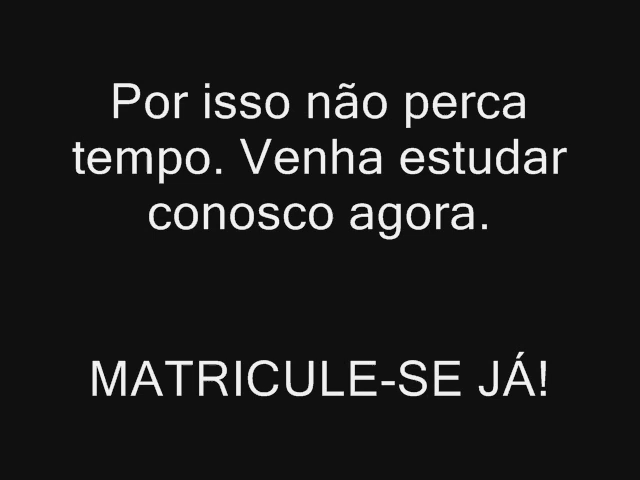 Por isso não perca
tempo. Venha estudar
conosco agora.
MATRICULE-SE JÁ!